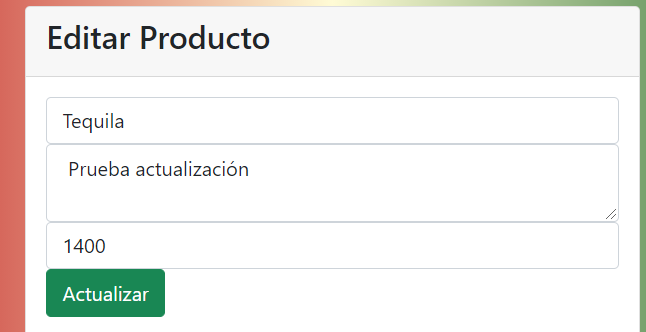 Editar Producto
Tequila
Prueba actualización
1400
Actualizar